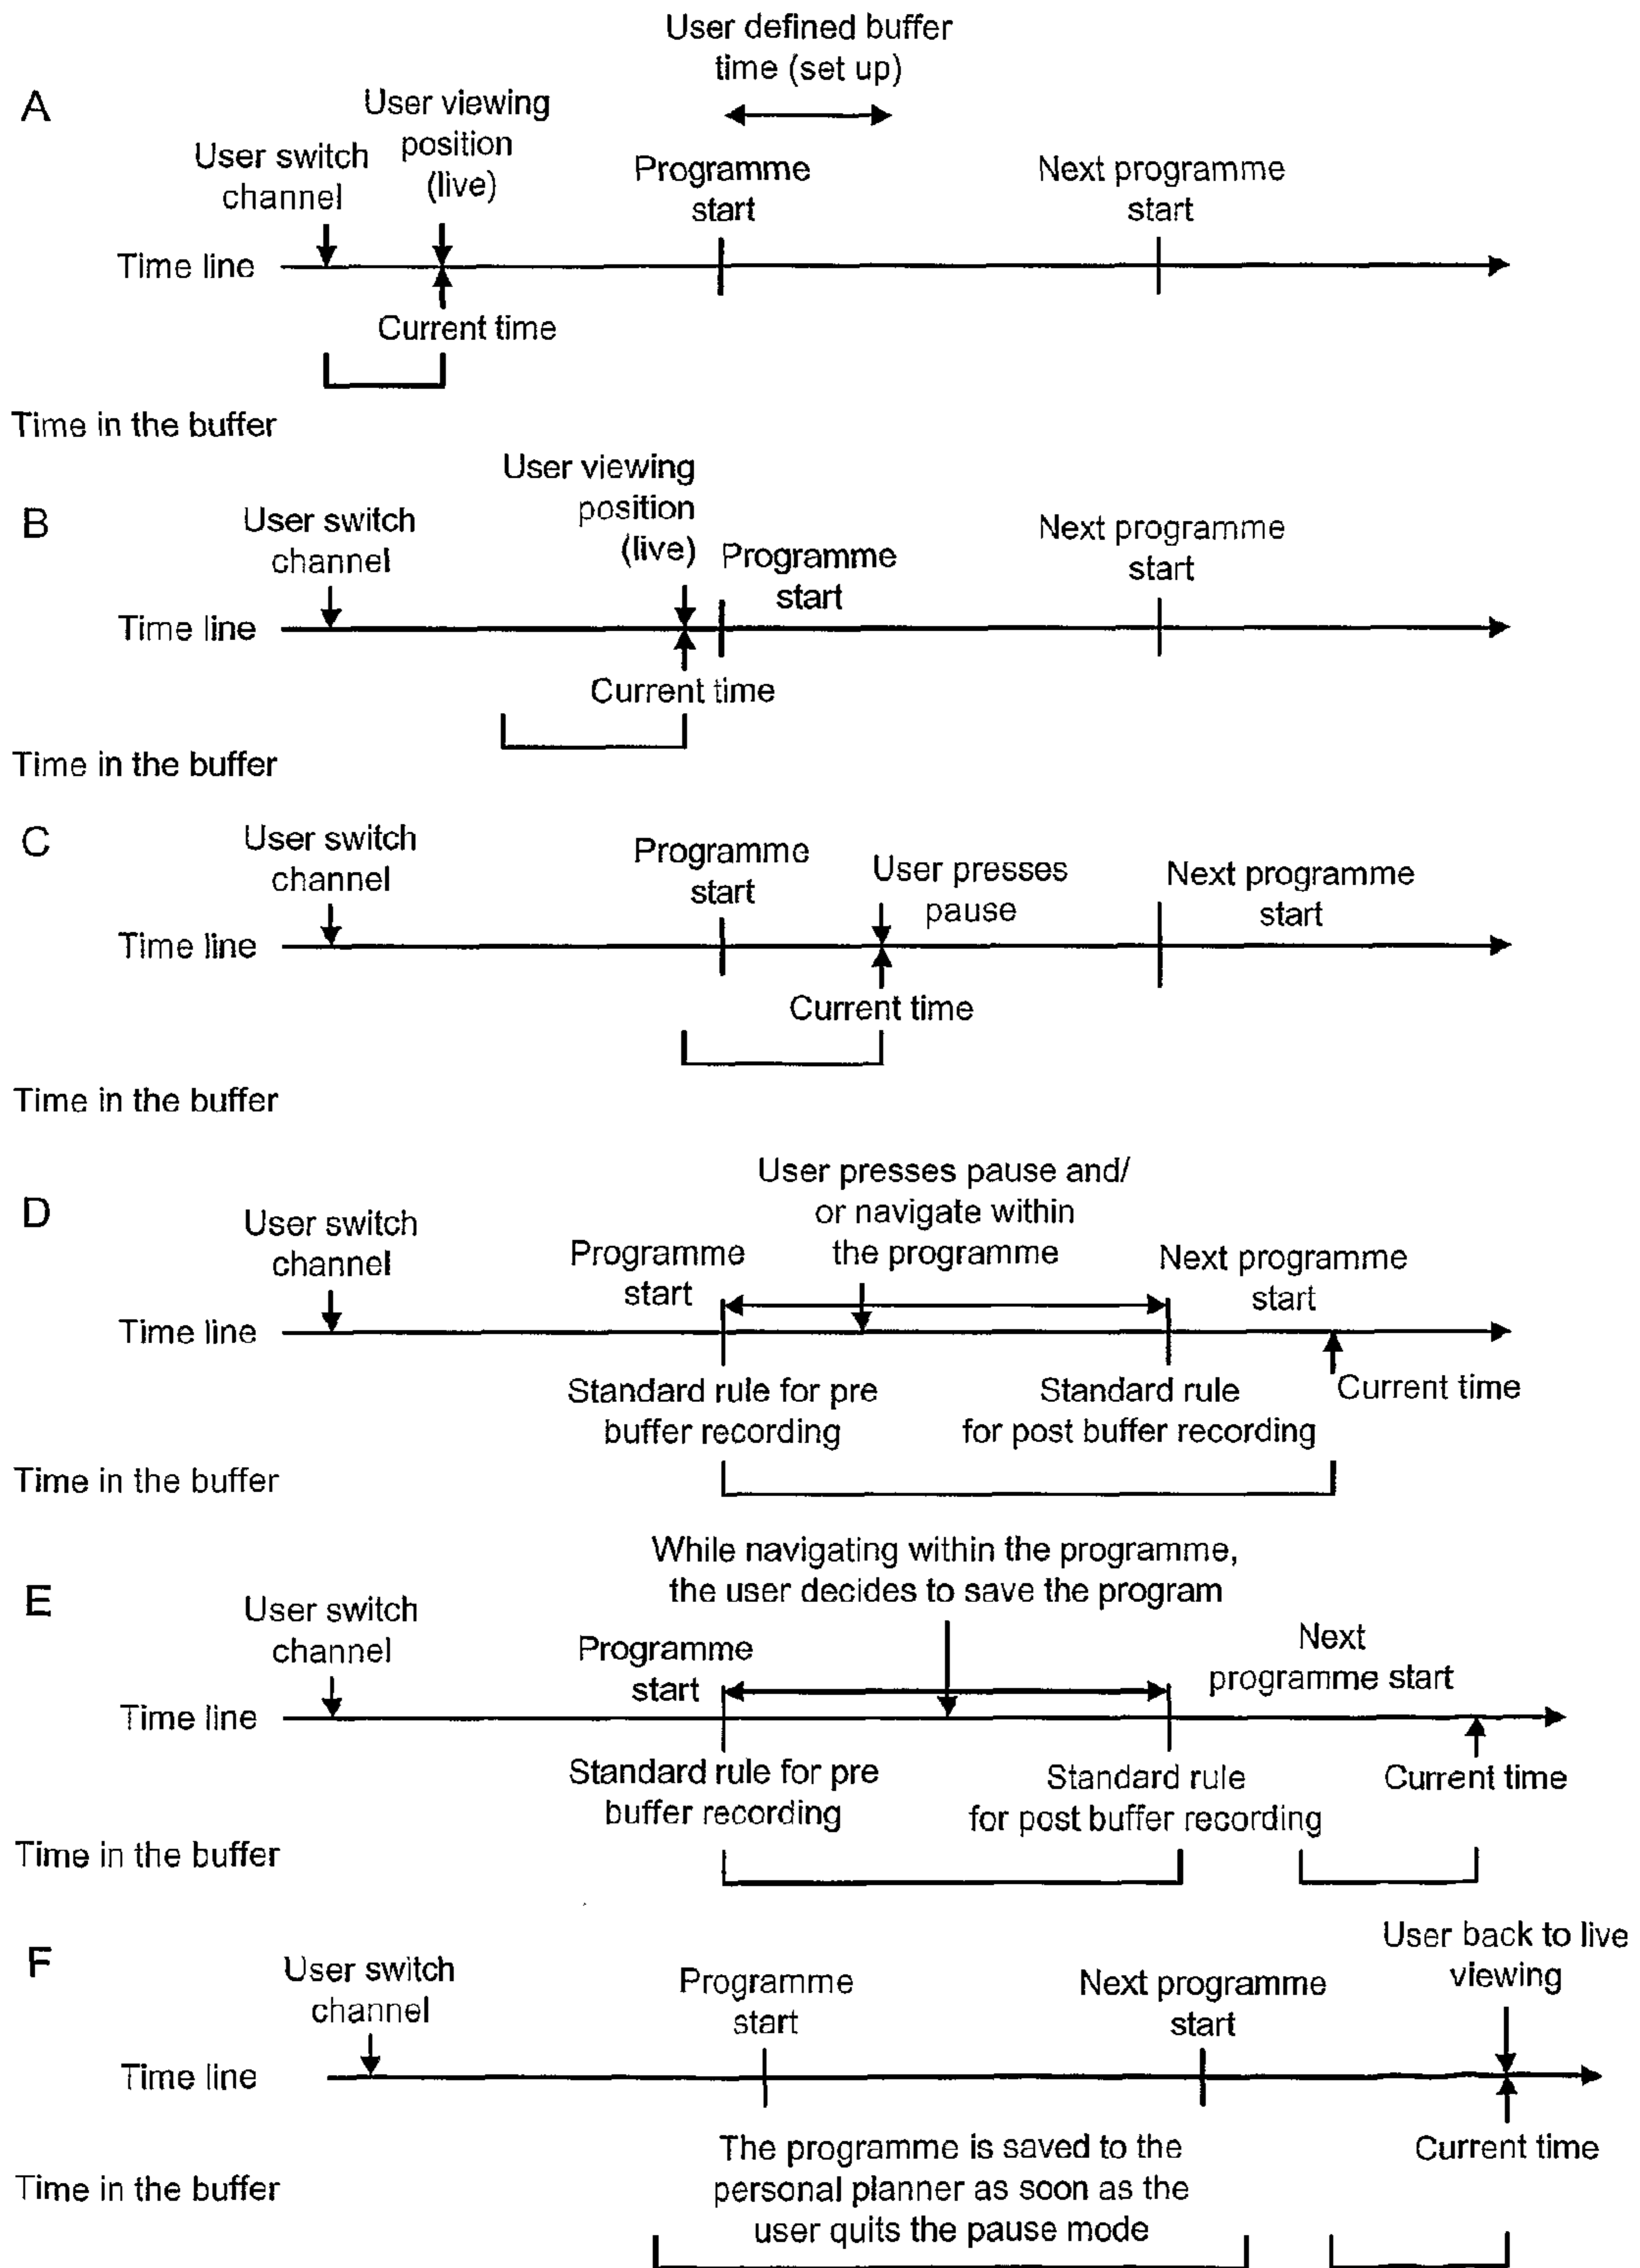 User defined buffer
time (set up)
A
User viewing
position
(live)
User switch
channel
Programme
start
Next programme
start
Time line
Current time
Time in the buffer
User viewing
position
(live)
B
User switch
channel
Programme
start
Next programme
start
Time line
Current time
Time in the buffer
C
User switch
channel
Programme
start
User presses
pause
Next programme
start
Time line
Current time
Time in the buffer
User presses pause and/
or navigate within
the programme
D
User switch
channel
Programme
start
Next programme
start
Time line
Standard rule for pre
buffer recording
Standard rule
for post buffer recording
Current time
Time in the buffer
While navigating within the programme,
the user decides to save the program
E
User switch
channel
Programme
start
Next
programme start
Time line
Standard rule for pre
buffer recording
Standard rule
for post buffer recording
Current time
Time in the buffer
User back to live
viewing
F
User switch
channel
Programme
start
Next programme
start
Time line
The programme is saved to the
personal planner as soon as the
user quits the pause mode
Current time
Time in the buffer